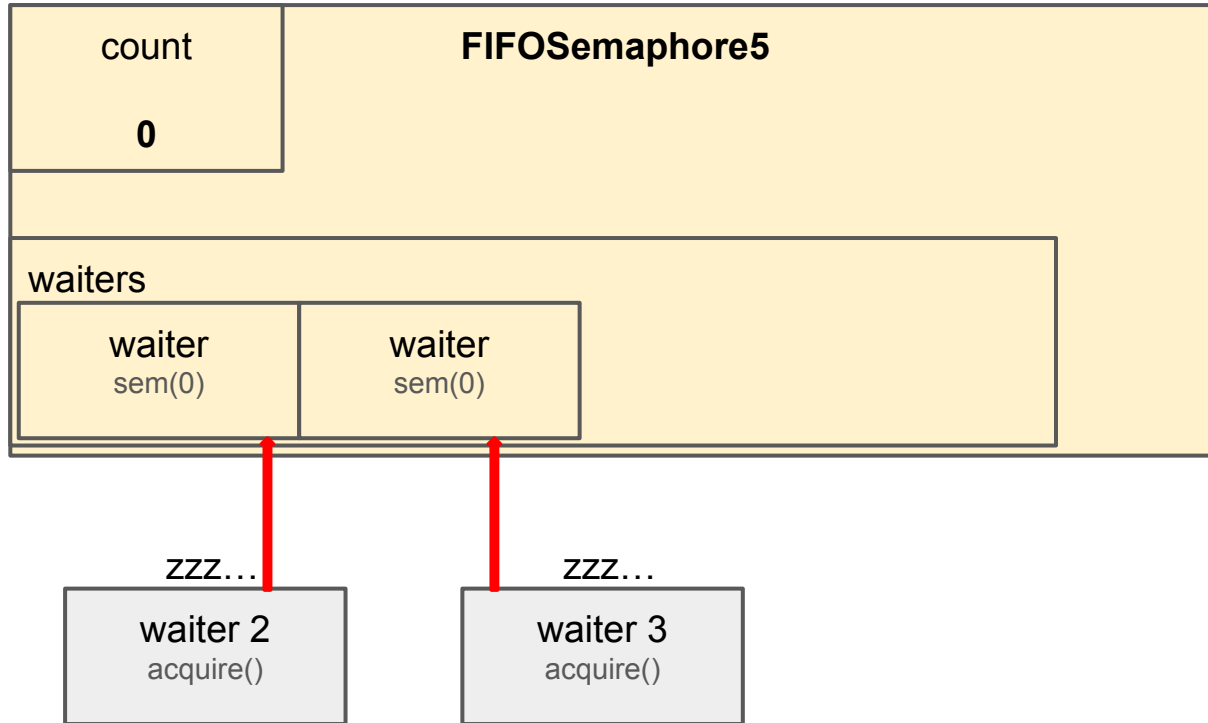 count
FIFOSemaphore5
0
waiters
waiter
sem(0)
waiter
sem(0)
zzz…
zzz…
waiter 2
acquire()
waiter 3
acquire()